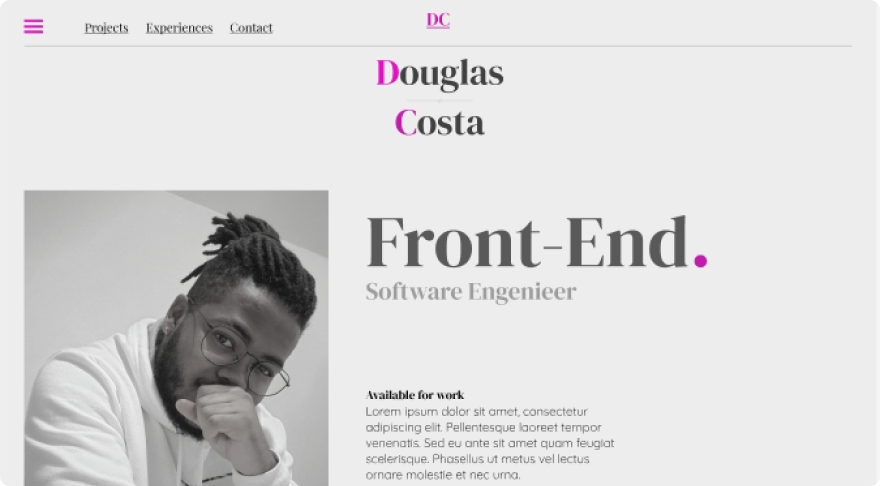 Projects Experiences Contact
DC
Douglas
Costa
Front-End.
Software Engenieer
Available for work
Lorem ipsum dolor sit amet, consectetur
adipiscing elit. Pellentesque laoreet tempor
venenatis. Sed eu ante sit amet quam feugiat
scelerisque. Phasellus ut metus vel lectus
ornare molestie et nec urna.